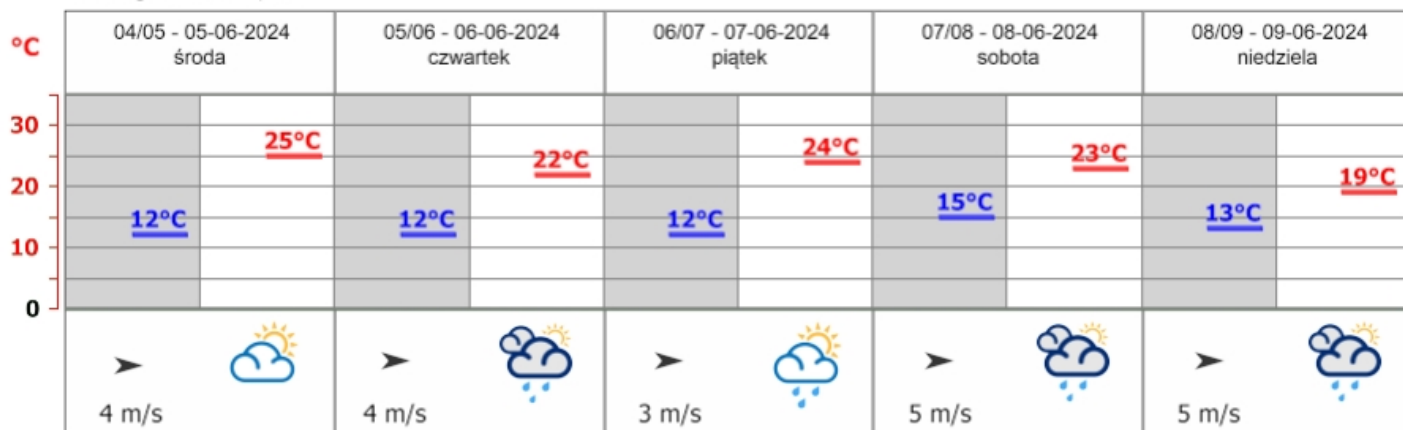 °C
04/05 - 05-06-2024
środa
05/06 - 06-06-2024
czwartek
06/07 - 07-06-2024
piątek
07/08 - 08-06-2024
sobota
08/09 - 09-06-2024
niedziela
30
20
10
0
12°C
25°C
12°C
22°C
12°C
24°C
15°C
23°C
13°C
19°C
4 m/s
4 m/s
3 m/s
5 m/s
5 m/s